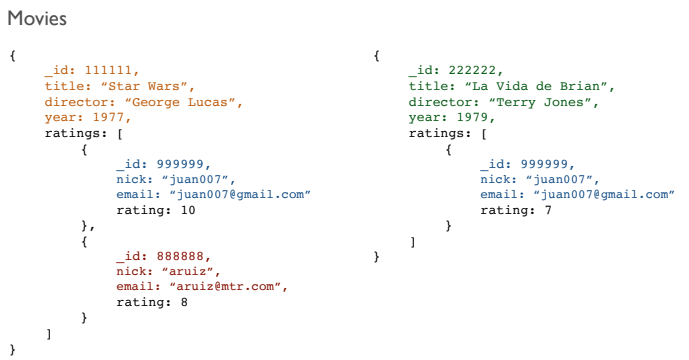 Movies
{
_id: 111111,
title: “Star Wars”,
director: “George Lucas”,
year: 1977,
ratings: [
{
_id: 999999,
nick: “juan007”,
email: “juan007@gmail.com”
rating: 10
},
{
_id: 888888,
nick: “aruiz”,
email: “aruiz@mtr.com”,
rating: 8
}
]
}
{
_id: 222222,
title: “La Vida de Brian”,
director: “Terry Jones”,
year: 1979,
ratings: [
{
_id: 999999,
nick: “juan007”,
email: “juan007@gmail.com”
rating: 7
}
]
}